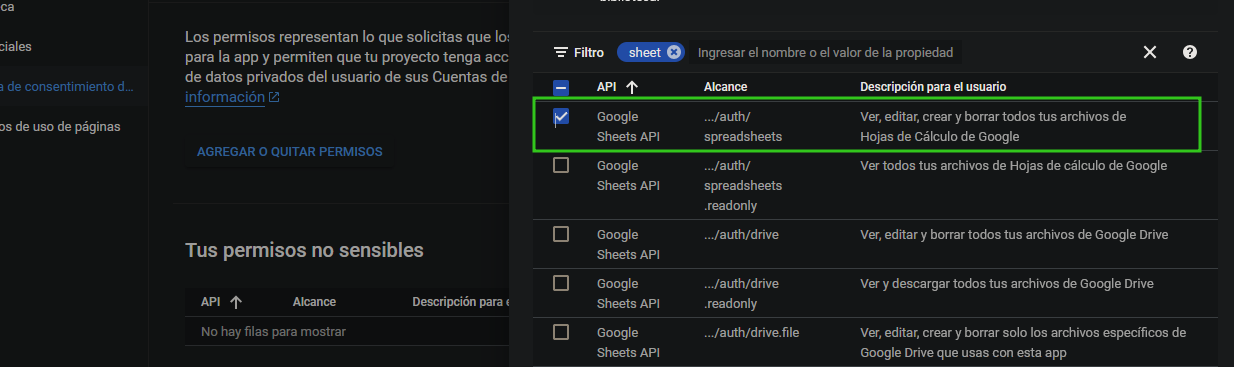 ca
ciales
a de consentimiento d...
os de uso de páginas
Los permisos representan lo que solicitas que los
para la app y permiten que tu proyecto tenga acc
de datos privados del usuario de sus Cuentas de
información
AGREGAR O QUITAR PERMISOS
Tus permisos no sensibles
API Alcance Descripción para e
No hay filas para mostrar
Filtro sheet Ingresar el nombre o el valor de la propiedad
API Alcance Descripción para el usuario
Google .../auth/ Ver, editar, crear y borrar todos tus archivos de
Sheets API spreadsheets Hojas de Cálculo de Google
Google .../auth/ Ver todos tus archivos de Hojas de cálculo de Google
Sheets API spreadsheets
.readonly
Google .../auth/drive Ver, editar y borrar todos tus archivos de Google Drive
Sheets API
Google .../auth/drive Ver y descargar todos tus archivos de Google Drive
Sheets API .readonly
Google .../auth/drive.file Ver, editar, crear y borrar solo los archivos específicos de
Sheets API Google Drive que usas con esta app